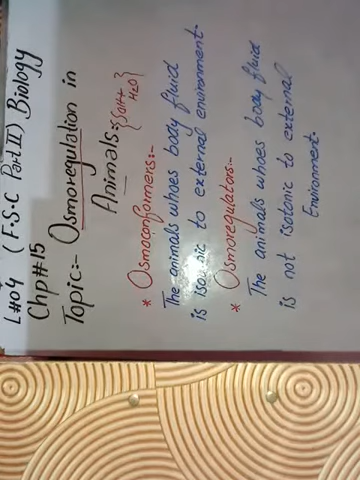 L#04 (F.S.C Part II) Biology
Chp#15
Topic:- Osmoregulation in
Animals:-
H2O
* Osmoconformers:-
The animals whoes body fluid
is isotonic to external environment.
* Osmoregulators:-
The animals whoes body fluid
is not isotonic to external
Environment.